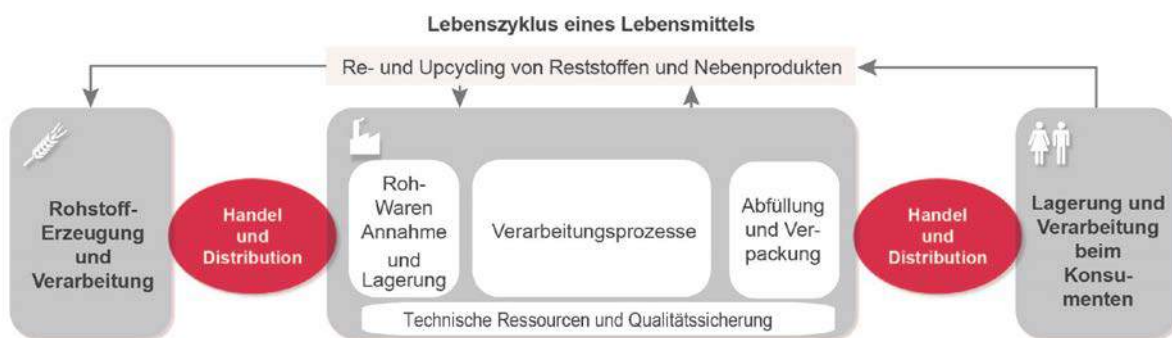 Lebenszyklus eines Lebensmittels
Re- und Upcycling von Reststoffen und Nebenprodukten
Rohstoff-
Erzeugung
und
Verarbeitung
Handel
und
Distribution
Roh-
Waren
Annahme
und
Lagerung
Verarbeitungsprozesse
Abfüllung
und Ver-
packung
Technische Ressourcen und Qualitätssicherung
Handel
und
Distribution
Lagerung und
Verarbeitung
beim
Konsu-
menten